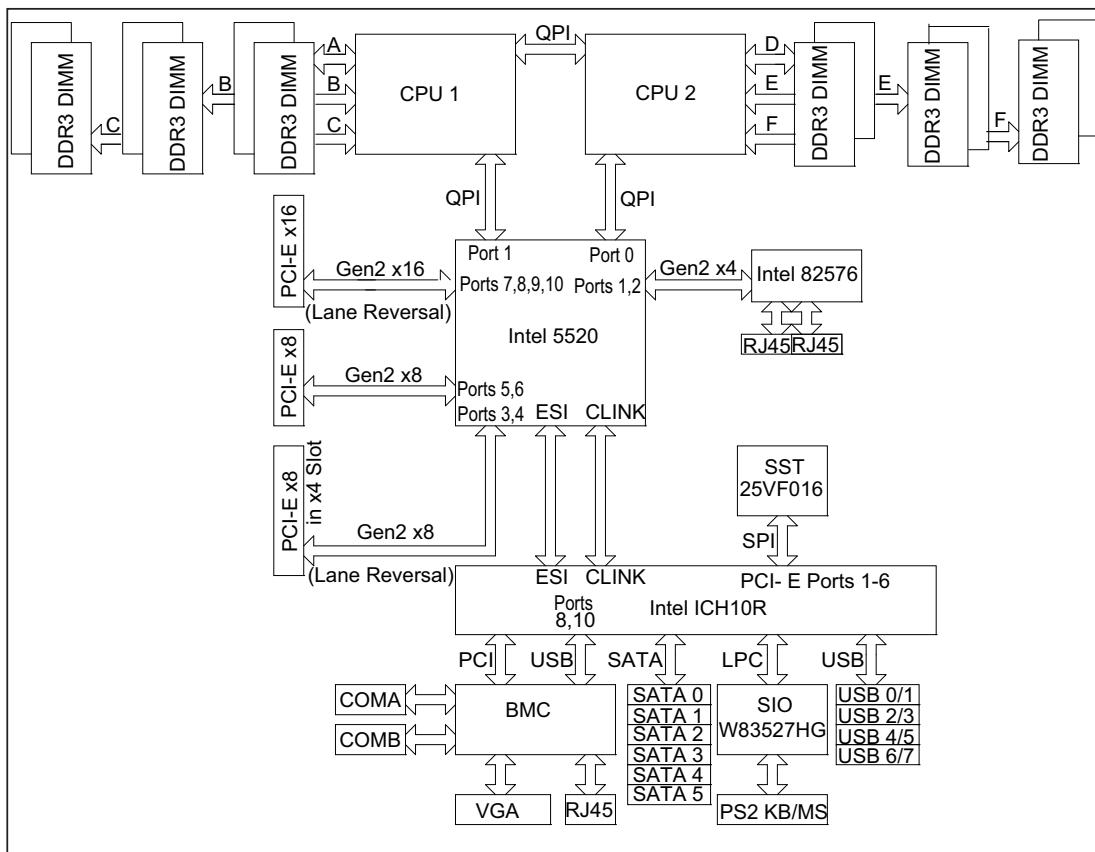 QPI
A
B
C
B
C
DDR3 DIMM
DDR3 DIMM
DDR3 DIMM
CPU 1
CPU 2
D
E
F
E
F
DDR3 DIMM
DDR3 DIMM
DDR3 DIMM
QPI
QPI
PCI-E x16
Gen2 x16
(Lane Reversal)
Port 1
Port 0
Ports 7,8,9,10
Ports 1,2
Intel 5520
Gen2 x4
Intel 82576
RJ45
RJ45
PCI-E x8
Gen2 x8
Ports 5,6
Ports 3,4
ESI
CLINK
PCI-E x8
in x4 Slot
Gen2 x8
(Lane Reversal)
SST
25VF016
SPI
ESI
CLINK
PCI- E Ports 1-6
Ports
8,10
Intel ICH10R
PCI
USB
SATA
LPC
USB
COMA
COMB
BMC
SATA 0
SATA 1
SATA 2
SATA 3
SATA 4
SATA 5
SIO
W83527HG
USB 0/1
USB 2/3
USB 4/5
USB 6/7
VGA
RJ45
PS2 KB/MS